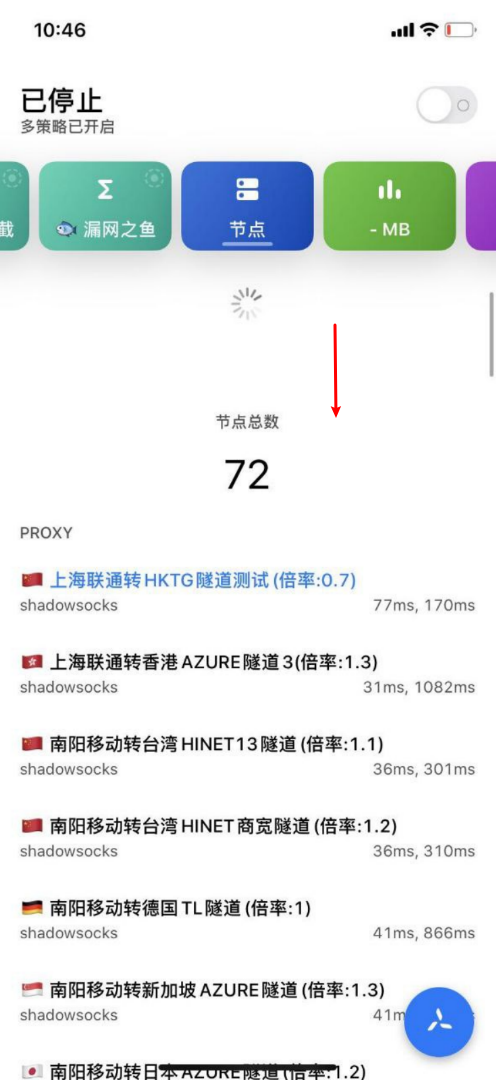 10:46
已停止
多策略已开启
截
漏网之鱼
节点
- MB
节点总数
72
PROXY
上海联通转HKTG隧道测试(倍率:0.7)
shadowsocks
77ms, 170ms
上海联通转香港AZURE隧道3(倍率:1.3)
shadowsocks
31ms, 1082ms
南阳移动转台湾HINET13隧道(倍率:1.1)
shadowsocks
36ms, 301ms
南阳移动转台湾HINET商宽隧道(倍率:1.2)
shadowsocks
36ms, 310ms
南阳移动转德国TL隧道(倍率:1)
shadowsocks
41ms, 866ms
南阳移动转新加坡AZURE隧道(倍率:1.3)
shadowsocks
南阳移动转日本AZURE隧道(倍率:1.2)